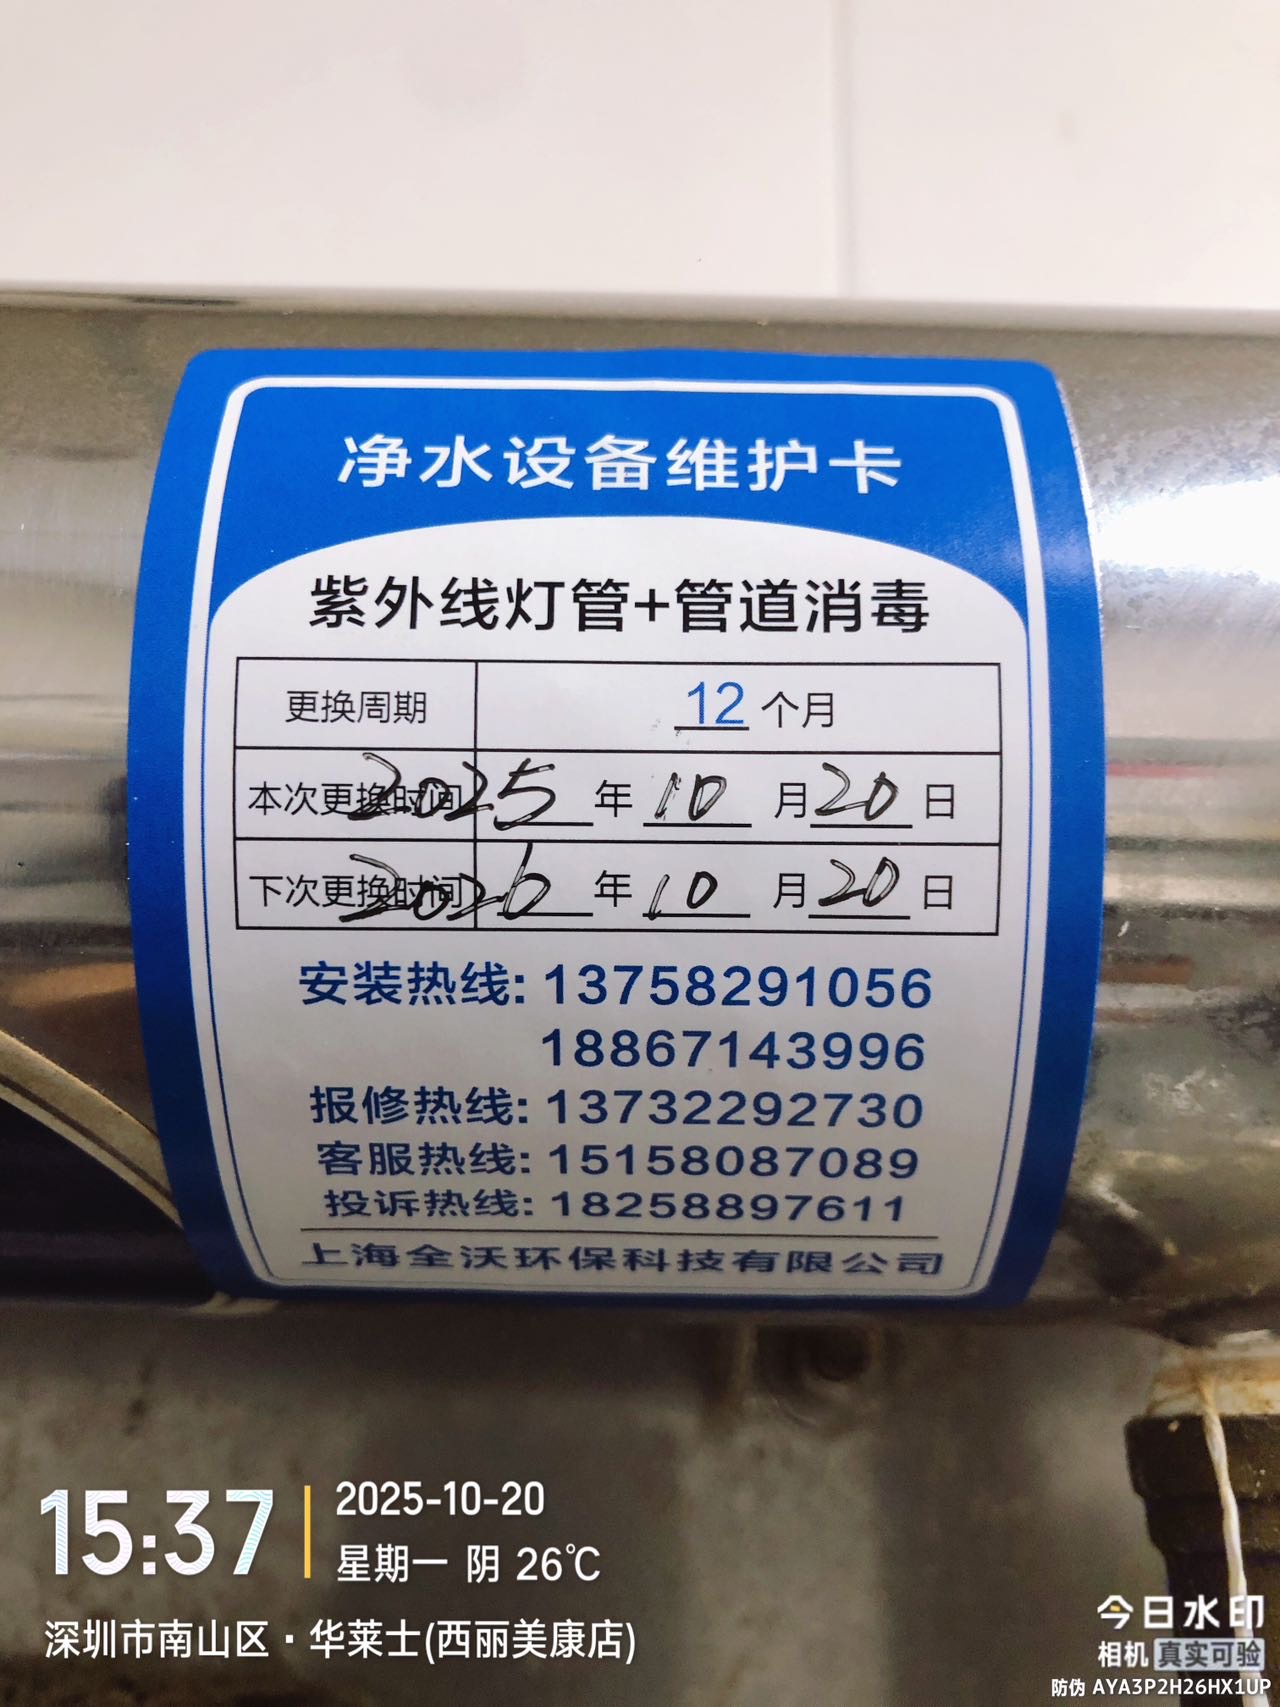 净水设备维护卡
紫外线灯管+管道消毒
更换周期 12 个月
本次更换时间 2025 年 10 月 20 日
下次更换时间 2026 年 10 月 20 日
安装热线: 13758291056
18867143996
报修热线: 13732292730
客服热线: 15158087089
投诉热线: 18258897611
上海全沃环保科技有限公司
15:37
2025-10-20
星期一 阴 26℃
深圳市南山区·华莱士(西丽美康店)
今日水印
相机 真实可验
防伪 AYA3P2H26HX1UP